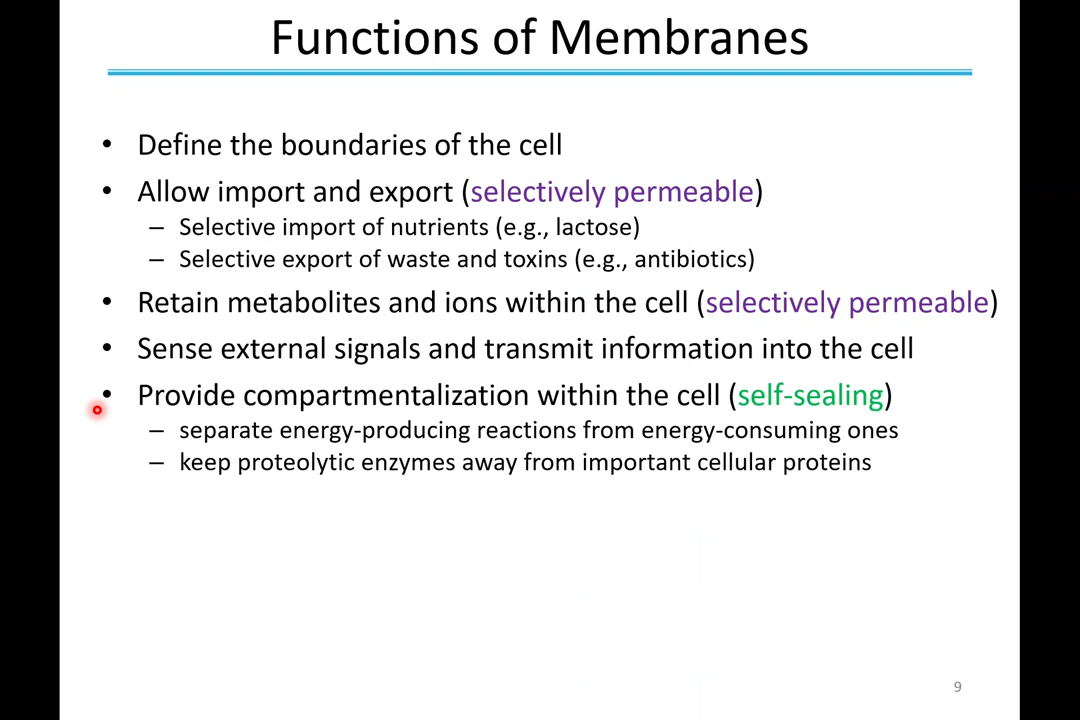 Functions of Membranes
• Define the boundaries of the cell
• Allow import and export (selectively permeable)
– Selective import of nutrients (e.g., lactose)
– Selective export of waste and toxins (e.g., antibiotics)
• Retain metabolites and ions within the cell (selectively permeable)
• Sense external signals and transmit information into the cell
• Provide compartmentalization within the cell (self-sealing)
– separate energy-producing reactions from energy-consuming ones
– keep proteolytic enzymes away from important cellular proteins
9